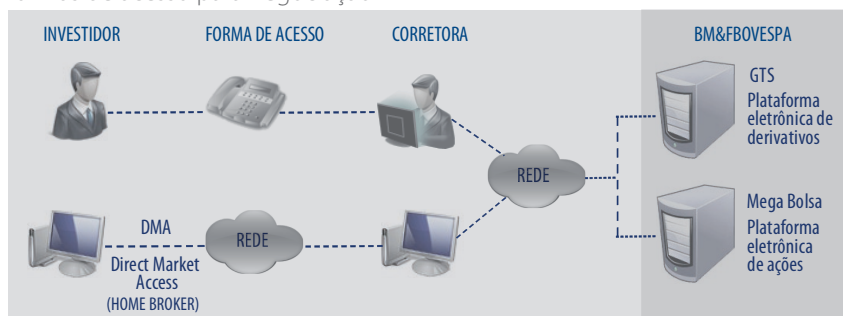 INVESTIDOR
FORMA DE ACESSO
CORRETORA
BM&FBOVESPA
GTS
Plataforma
eletrônica de
derivativos
REDE
DMA
Direct Market
Access
(HOME BROKER)
REDE
Mega Bolsa
Plataforma
eletrônica
de ações